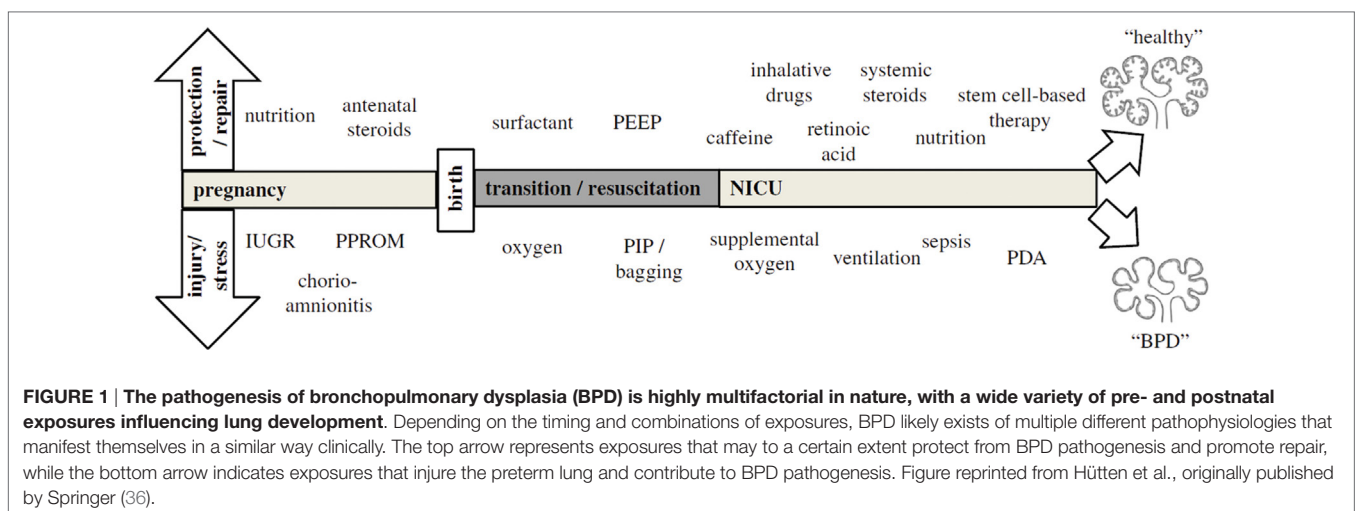 "healthy"
protection
/ repair
nutrition
antenatal
steroids
surfactant
PEEP
inhalative
drugs
systemic
steroids
caffeine
retinoic
acid
nutrition
stem cell-based
therapy
pregnancy
birth
transition / resuscitation
NICU
injury/
stress
IUGR
PPROM
chorio-
amnionitis
oxygen
PIP /
bagging
supplemental
oxygen
ventilation
sepsis
PDA
"BPD"
FIGURE 1 | The pathogenesis of bronchopulmonary dysplasia (BPD) is highly multifactorial in nature, with a wide variety of pre- and postnatal
exposures influencing lung development. Depending on the timing and combinations of exposures, BPD likely exists of multiple different pathophysiologies that
manifest themselves in a similar way clinically. The top arrow represents exposures that may to a certain extent protect from BPD pathogenesis and promote repair,
while the bottom arrow indicates exposures that injure the preterm lung and contribute to BPD pathogenesis. Figure reprinted from Hütten et al., originally published
by Springer (36).